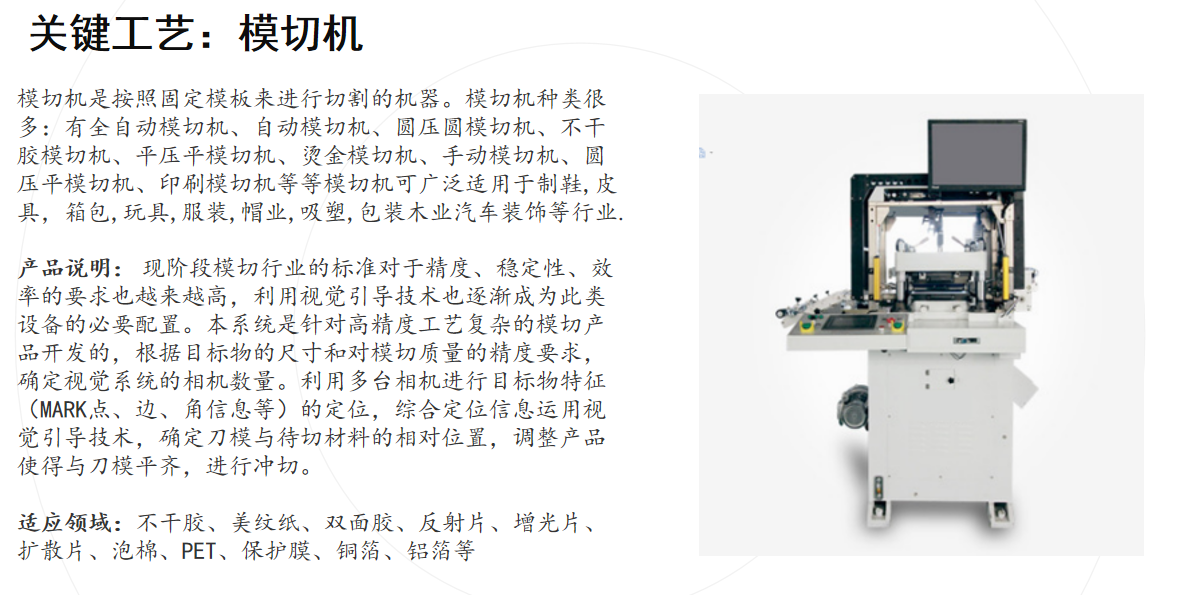 关键工艺：模切机
模切机是按照固定模板来进行切割的机器。模切机种类很
多：有全自动模切机、自动模切机、圆压圆模切机、不干
胶模切机、平压平模切机、烫金模切机、手动模切机、圆
压平模切机、印刷模切机等等模切机可广泛适用于制鞋,皮
具，箱包,玩具,服装,帽业,吸塑,包装木业汽车装饰等行业.
产品说明： 现阶段模切行业的标准对于精度、稳定性、效
率的要求也越来越高，利用视觉引导技术也逐渐成为此类
设备的必要配置。本系统是针对高精度工艺复杂的模切产
品开发的，根据目标物的尺寸和对模切质量的精度要求，
确定视觉系统的相机数量。利用多台相机进行目标物特征
（MARK点、边、角信息等）的定位，综合定位信息运用视
觉引导技术，确定刀模与待切材料的相对位置，调整产品
使得与刀模平齐，进行冲切。
适应领域：不干胶、美纹纸、双面胶、反射片、增光片、
扩散片、泡棉、PET、保护膜、铜箔、铝箔等